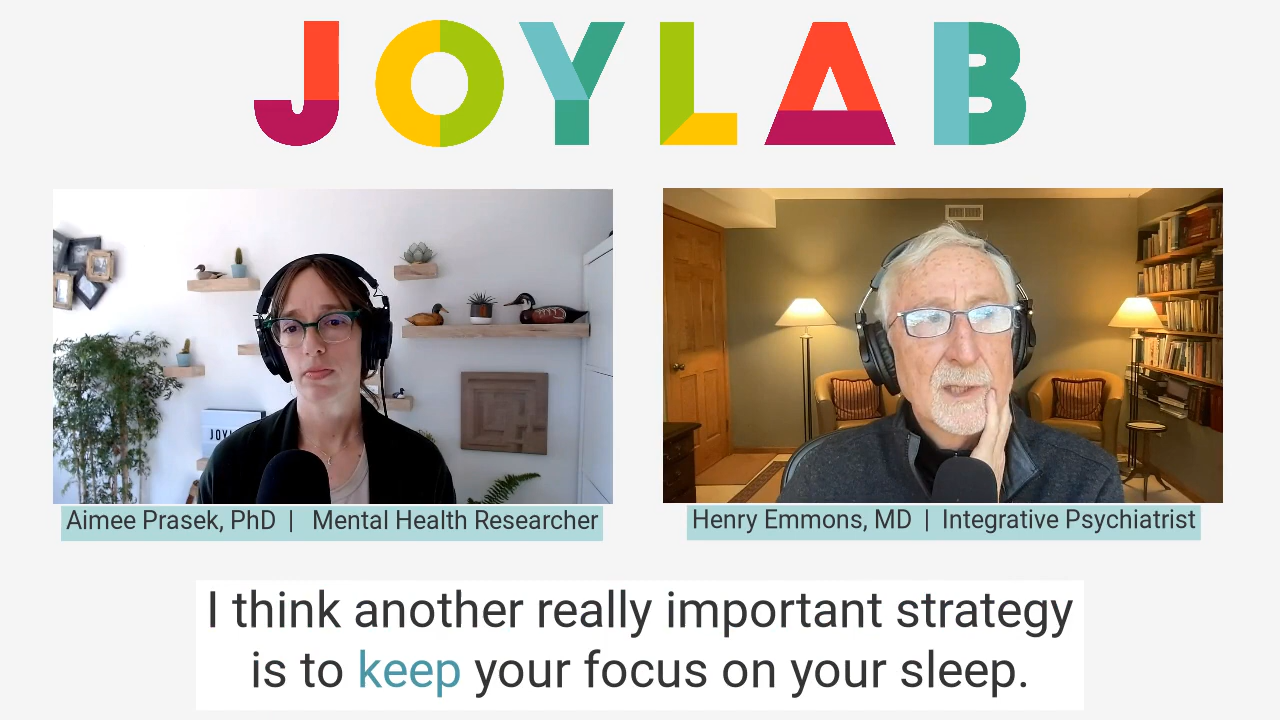 JOYLAB
JOY
Aimee Prasek, PhD | Mental Health Researcher
Henry Emmons, MD | Integrative Psychiatrist
I think another really important strategy
is to keep your focus on your sleep.